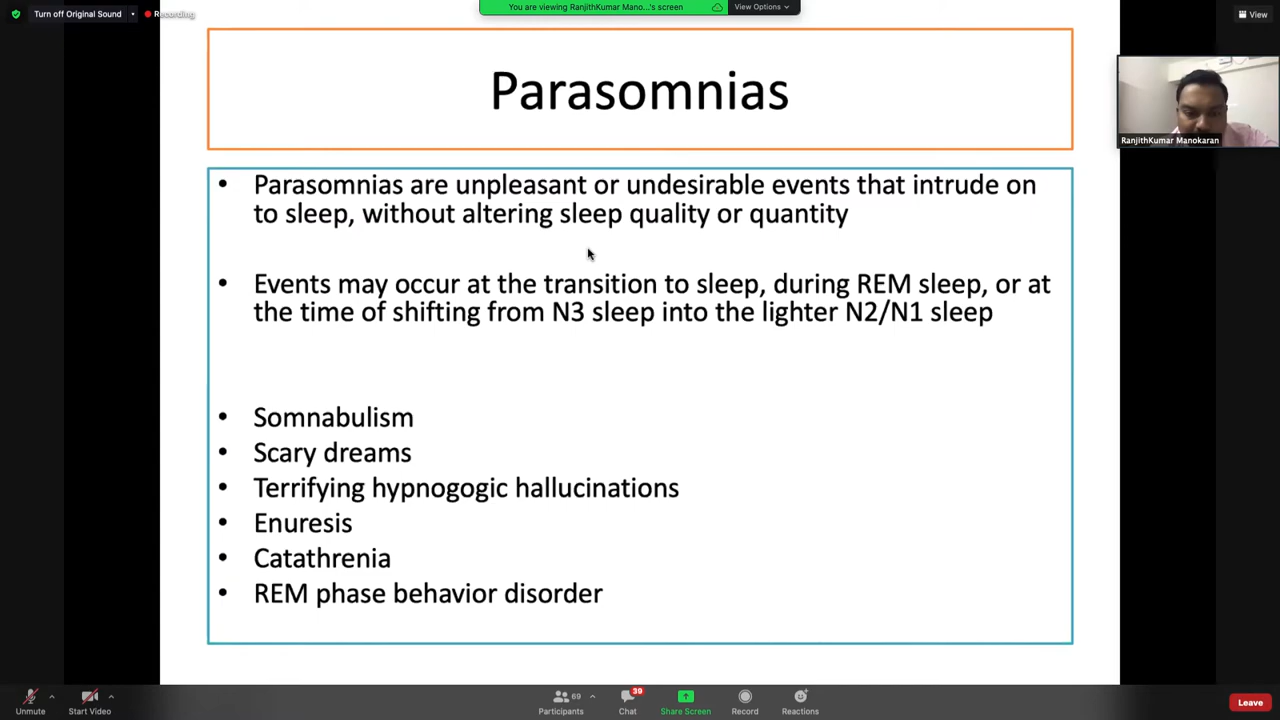 Turn off Original Sound
Recording
You are viewing RanjithKumar Mano...'s screen
View Options
View
Parasomnias
RanjithKumar Manokaran
• Parasomnias are unpleasant or undesirable events that intrude on
to sleep, without altering sleep quality or quantity
• Events may occur at the transition to sleep, during REM sleep, or at
the time of shifting from N3 sleep into the lighter N2/N1 sleep
• Somnabulism
• Scary dreams
• Terrifying hypnogogic hallucinations
• Enuresis
• Catathrenia
• REM phase behavior disorder
Unmute
Start Video
69
Participants
39
Chat
Share Screen
Record
Reactions
Leave